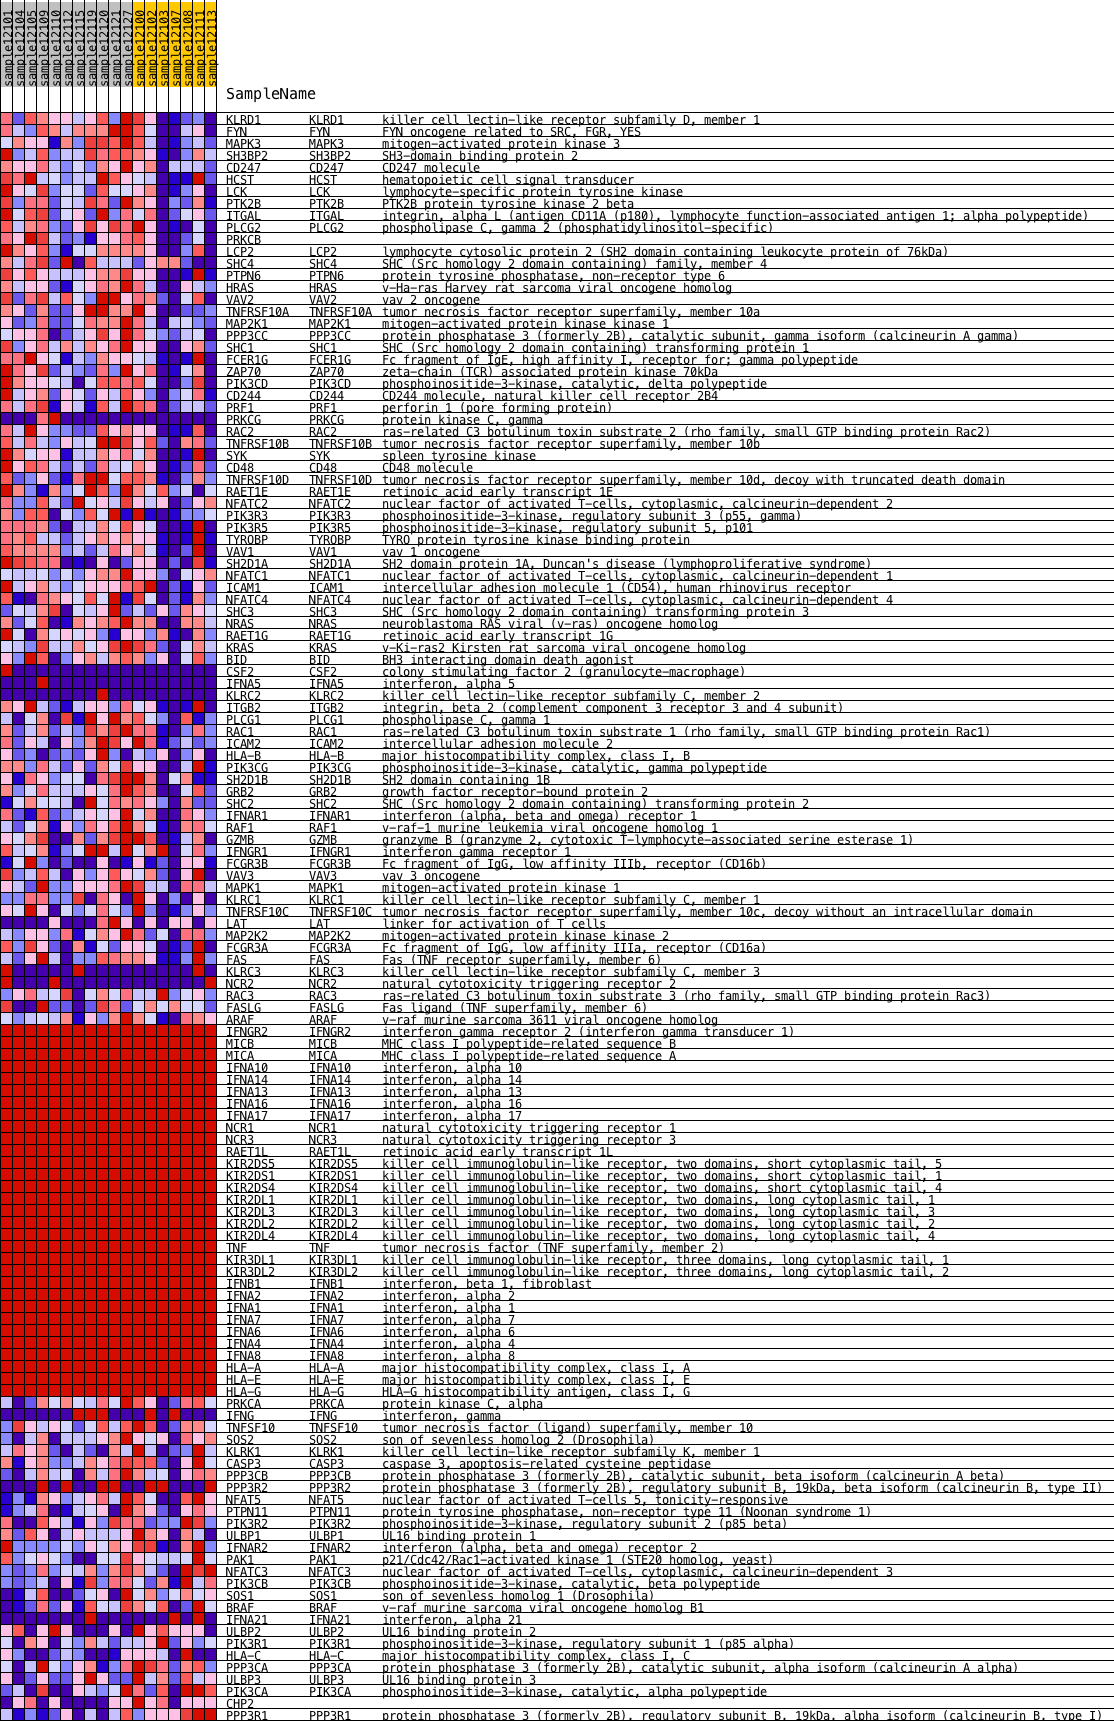 sample12101
sample12104
sample12105
sample12109
sample12110
sample12112
sample12115
sample12119
sample12120
sample12121
sample12127
sample12100
sample12102
sample12103
sample12107
sample12108
sample12111
sample12113
SampleName
KLRD1 KLRD1 killer cell lectin-like receptor subfamily D, member 1
FYN FYN FYN oncogene related to SRC, FGR, YES
MAPK3 MAPK3 mitogen-activated protein kinase 3
SH3BP2 SH3BP2 SH3-domain binding protein 2
CD247 CD247 CD247 molecule
HCST HCST hematopoietic cell signal transducer
LCK LCK lymphocyte-specific protein tyrosine kinase
PTK2B PTK2B PTK2B protein tyrosine kinase 2 beta
ITGAL ITGAL integrin, alpha L (antigen CD11A (p180), lymphocyte function-associated antigen 1; alpha polypeptide)
PLCG2 PLCG2 phospholipase C, gamma 2 (phosphatidylinositol-specific)
PRKCB
LCP2 LCP2 lymphocyte cytosolic protein 2 (SH2 domain containing leukocyte protein of 76kDa)
SHC4 SHC4 SHC (Src homology 2 domain containing) family, member 4
PTPN6 PTPN6 protein tyrosine phosphatase, non-receptor type 6
HRAS HRAS v-Ha-ras Harvey rat sarcoma viral oncogene homolog
VAV2 VAV2 vav 2 oncogene
TNFRSF10A TNFRSF10A tumor necrosis factor receptor superfamily, member 10a
MAP2K1 MAP2K1 mitogen-activated protein kinase kinase 1
PPP3CC PPP3CC protein phosphatase 3 (formerly 2B), catalytic subunit, gamma isoform (calcineurin A gamma)
SHC1 SHC1 SHC (Src homology 2 domain containing) transforming protein 1
FCER1G FCER1G Fc fragment of IgE, high affinity I, receptor for; gamma polypeptide
ZAP70 ZAP70 zeta-chain (TCR) associated protein kinase 70kDa
PIK3CD PIK3CD phosphoinositide-3-kinase, catalytic, delta polypeptide
CD244 CD244 CD244 molecule, natural killer cell receptor 2B4
PRF1 PRF1 perforin 1 (pore forming protein)
PRKCG PRKCG protein kinase C, gamma
RAC2 RAC2 ras-related C3 botulinum toxin substrate 2 (rho family, small GTP binding protein Rac2)
TNFRSF10B TNFRSF10B tumor necrosis factor receptor superfamily, member 10b
SYK SYK spleen tyrosine kinase
CD48 CD48 CD48 molecule
TNFRSF10D TNFRSF10D tumor necrosis factor receptor superfamily, member 10d, decoy with truncated death domain
RAET1E RAET1E retinoic acid early transcript 1E
NFATC2 NFATC2 nuclear factor of activated T-cells, cytoplasmic, calcineurin-dependent 2
PIK3R3 PIK3R3 phosphoinositide-3-kinase, regulatory subunit 3 (p55, gamma)
PIK3R5 PIK3R5 phosphoinositide-3-kinase, regulatory subunit 5, p101
TYROBP TYROBP TYRO protein tyrosine kinase binding protein
VAV1 VAV1 vav 1 oncogene
SH2D1A SH2D1A SH2 domain protein 1A, Duncan's disease (lymphoproliferative syndrome)
NFATC1 NFATC1 nuclear factor of activated T-cells, cytoplasmic, calcineurin-dependent 1
ICAM1 ICAM1 intercellular adhesion molecule 1 (CD54), human rhinovirus receptor
NFATC4 NFATC4 nuclear factor of activated T-cells, cytoplasmic, calcineurin-dependent 4
SHC3 SHC3 SHC (Src homology 2 domain containing) transforming protein 3
NRAS NRAS neuroblastoma RAS viral (v-ras) oncogene homolog
RAET1G RAET1G retinoic acid early transcript 1G
KRAS KRAS v-Ki-ras2 Kirsten rat sarcoma viral oncogene homolog
BID BID BH3 interacting domain death agonist
CSF2 CSF2 colony stimulating factor 2 (granulocyte-macrophage)
IFNA5 IFNA5 interferon, alpha 5
KLRC2 KLRC2 killer cell lectin-like receptor subfamily C, member 2
ITGB2 ITGB2 integrin, beta 2 (complement component 3 receptor 3 and 4 subunit)
PLCG1 PLCG1 phospholipase C, gamma 1
RAC1 RAC1 ras-related C3 botulinum toxin substrate 1 (rho family, small GTP binding protein Rac1)
ICAM2 ICAM2 intercellular adhesion molecule 2
HLA-B HLA-B major histocompatibility complex, class I, B
PIK3CG PIK3CG phosphoinositide-3-kinase, catalytic, gamma polypeptide
SH2D1B SH2D1B SH2 domain containing 1B
GRB2 GRB2 growth factor receptor-bound protein 2
SHC2 SHC2 SHC (Src homology 2 domain containing) transforming protein 2
IFNAR1 IFNAR1 interferon (alpha, beta and omega) receptor 1
RAF1 RAF1 v-raf-1 murine leukemia viral oncogene homolog 1
GZMB GZMB granzyme B (granzyme 2, cytotoxic T-lymphocyte-associated serine esterase 1)
IFNGR1 IFNGR1 interferon gamma receptor 1
FCGR3B FCGR3B Fc fragment of IgG, low affinity IIIb, receptor (CD16b)
VAV3 VAV3 vav 3 oncogene
MAPK1 MAPK1 mitogen-activated protein kinase 1
KLRC1 KLRC1 killer cell lectin-like receptor subfamily C, member 1
TNFRSF10C TNFRSF10C tumor necrosis factor receptor superfamily, member 10c, decoy without an intracellular domain
LAT LAT linker for activation of T cells
MAP2K2 MAP2K2 mitogen-activated protein kinase kinase 2
FCGR3A FCGR3A Fc fragment of IgG, low affinity IIIa, receptor (CD16a)
FAS FAS Fas (TNF receptor superfamily, member 6)
KLRC3 KLRC3 killer cell lectin-like receptor subfamily C, member 3
NCR2 NCR2 natural cytotoxicity triggering receptor 2
RAC3 RAC3 ras-related C3 botulinum toxin substrate 3 (rho family, small GTP binding protein Rac3)
FASLG FASLG Fas ligand (TNF superfamily, member 6)
ARAF ARAF v-raf murine sarcoma 3611 viral oncogene homolog
IFNGR2 IFNGR2 interferon gamma receptor 2 (interferon gamma transducer 1)
MICB MICB MHC class I polypeptide-related sequence B
MICA MICA MHC class I polypeptide-related sequence A
IFNA10 IFNA10 interferon, alpha 10
IFNA14 IFNA14 interferon, alpha 14
IFNA13 IFNA13 interferon, alpha 13
IFNA16 IFNA16 interferon, alpha 16
IFNA17 IFNA17 interferon, alpha 17
NCR1 NCR1 natural cytotoxicity triggering receptor 1
NCR3 NCR3 natural cytotoxicity triggering receptor 3
RAET1L RAET1L retinoic acid early transcript 1L
KIR2DS5 KIR2DS5 killer cell immunoglobulin-like receptor, two domains, short cytoplasmic tail, 5
KIR2DS1 KIR2DS1 killer cell immunoglobulin-like receptor, two domains, short cytoplasmic tail, 1
KIR2DS4 KIR2DS4 killer cell immunoglobulin-like receptor, two domains, short cytoplasmic tail, 4
KIR2DL1 KIR2DL1 killer cell immunoglobulin-like receptor, two domains, long cytoplasmic tail, 1
KIR2DL3 KIR2DL3 killer cell immunoglobulin-like receptor, two domains, long cytoplasmic tail, 3
KIR2DL2 KIR2DL2 killer cell immunoglobulin-like receptor, two domains, long cytoplasmic tail, 2
KIR2DL4 KIR2DL4 killer cell immunoglobulin-like receptor, two domains, long cytoplasmic tail, 4
TNF TNF tumor necrosis factor (TNF superfamily, member 2)
KIR3DL1 KIR3DL1 killer cell immunoglobulin-like receptor, three domains, long cytoplasmic tail, 1
KIR3DL2 KIR3DL2 killer cell immunoglobulin-like receptor, three domains, long cytoplasmic tail, 2
IFNB1 IFNB1 interferon, beta 1, fibroblast
IFNA2 IFNA2 interferon, alpha 2
IFNA1 IFNA1 interferon, alpha 1
IFNA7 IFNA7 interferon, alpha 7
IFNA6 IFNA6 interferon, alpha 6
IFNA4 IFNA4 interferon, alpha 4
IFNA8 IFNA8 interferon, alpha 8
HLA-A HLA-A major histocompatibility complex, class I, A
HLA-E HLA-E major histocompatibility complex, class I, E
HLA-G HLA-G HLA-G histocompatibility antigen, class I, G
PRKCA PRKCA protein kinase C, alpha
IFNG IFNG interferon, gamma
TNFSF10 TNFSF10 tumor necrosis factor (ligand) superfamily, member 10
SOS2 SOS2 son of sevenless homolog 2 (Drosophila)
KLRK1 KLRK1 killer cell lectin-like receptor subfamily K, member 1
CASP3 CASP3 caspase 3, apoptosis-related cysteine peptidase
PPP3CB PPP3CB protein phosphatase 3 (formerly 2B), catalytic subunit, beta isoform (calcineurin A beta)
PPP3R2 PPP3R2 protein phosphatase 3 (formerly 2B), regulatory subunit B, 19kDa, beta isoform (calcineurin B, type II)
NFAT5 NFAT5 nuclear factor of activated T-cells 5, tonicity-responsive
PTPN11 PTPN11 protein tyrosine phosphatase, non-receptor type 11 (Noonan syndrome 1)
PIK3R2 PIK3R2 phosphoinositide-3-kinase, regulatory subunit 2 (p85 beta)
ULBP1 ULBP1 UL16 binding protein 1
IFNAR2 IFNAR2 interferon (alpha, beta and omega) receptor 2
PAK1 PAK1 p21/Cdc42/Rac1-activated kinase 1 (STE20 homolog, yeast)
NFATC3 NFATC3 nuclear factor of activated T-cells, cytoplasmic, calcineurin-dependent 3
PIK3CB PIK3CB phosphoinositide-3-kinase, catalytic, beta polypeptide
SOS1 SOS1 son of sevenless homolog 1 (Drosophila)
BRAF BRAF v-raf murine sarcoma viral oncogene homolog B1
IFNA21 IFNA21 interferon, alpha 21
ULBP2 ULBP2 UL16 binding protein 2
PIK3R1 PIK3R1 phosphoinositide-3-kinase, regulatory subunit 1 (p85 alpha)
HLA-C HLA-C major histocompatibility complex, class I, C
PPP3CA PPP3CA protein phosphatase 3 (formerly 2B), catalytic subunit, alpha isoform (calcineurin A alpha)
ULBP3 ULBP3 UL16 binding protein 3
PIK3CA PIK3CA phosphoinositide-3-kinase, catalytic, alpha polypeptide
CHP2
PPP3R1 PPP3R1 protein phosphatase 3 (formerly 2B), regulatory subunit B, 19kDa, alpha isoform (calcineurin B, type I)